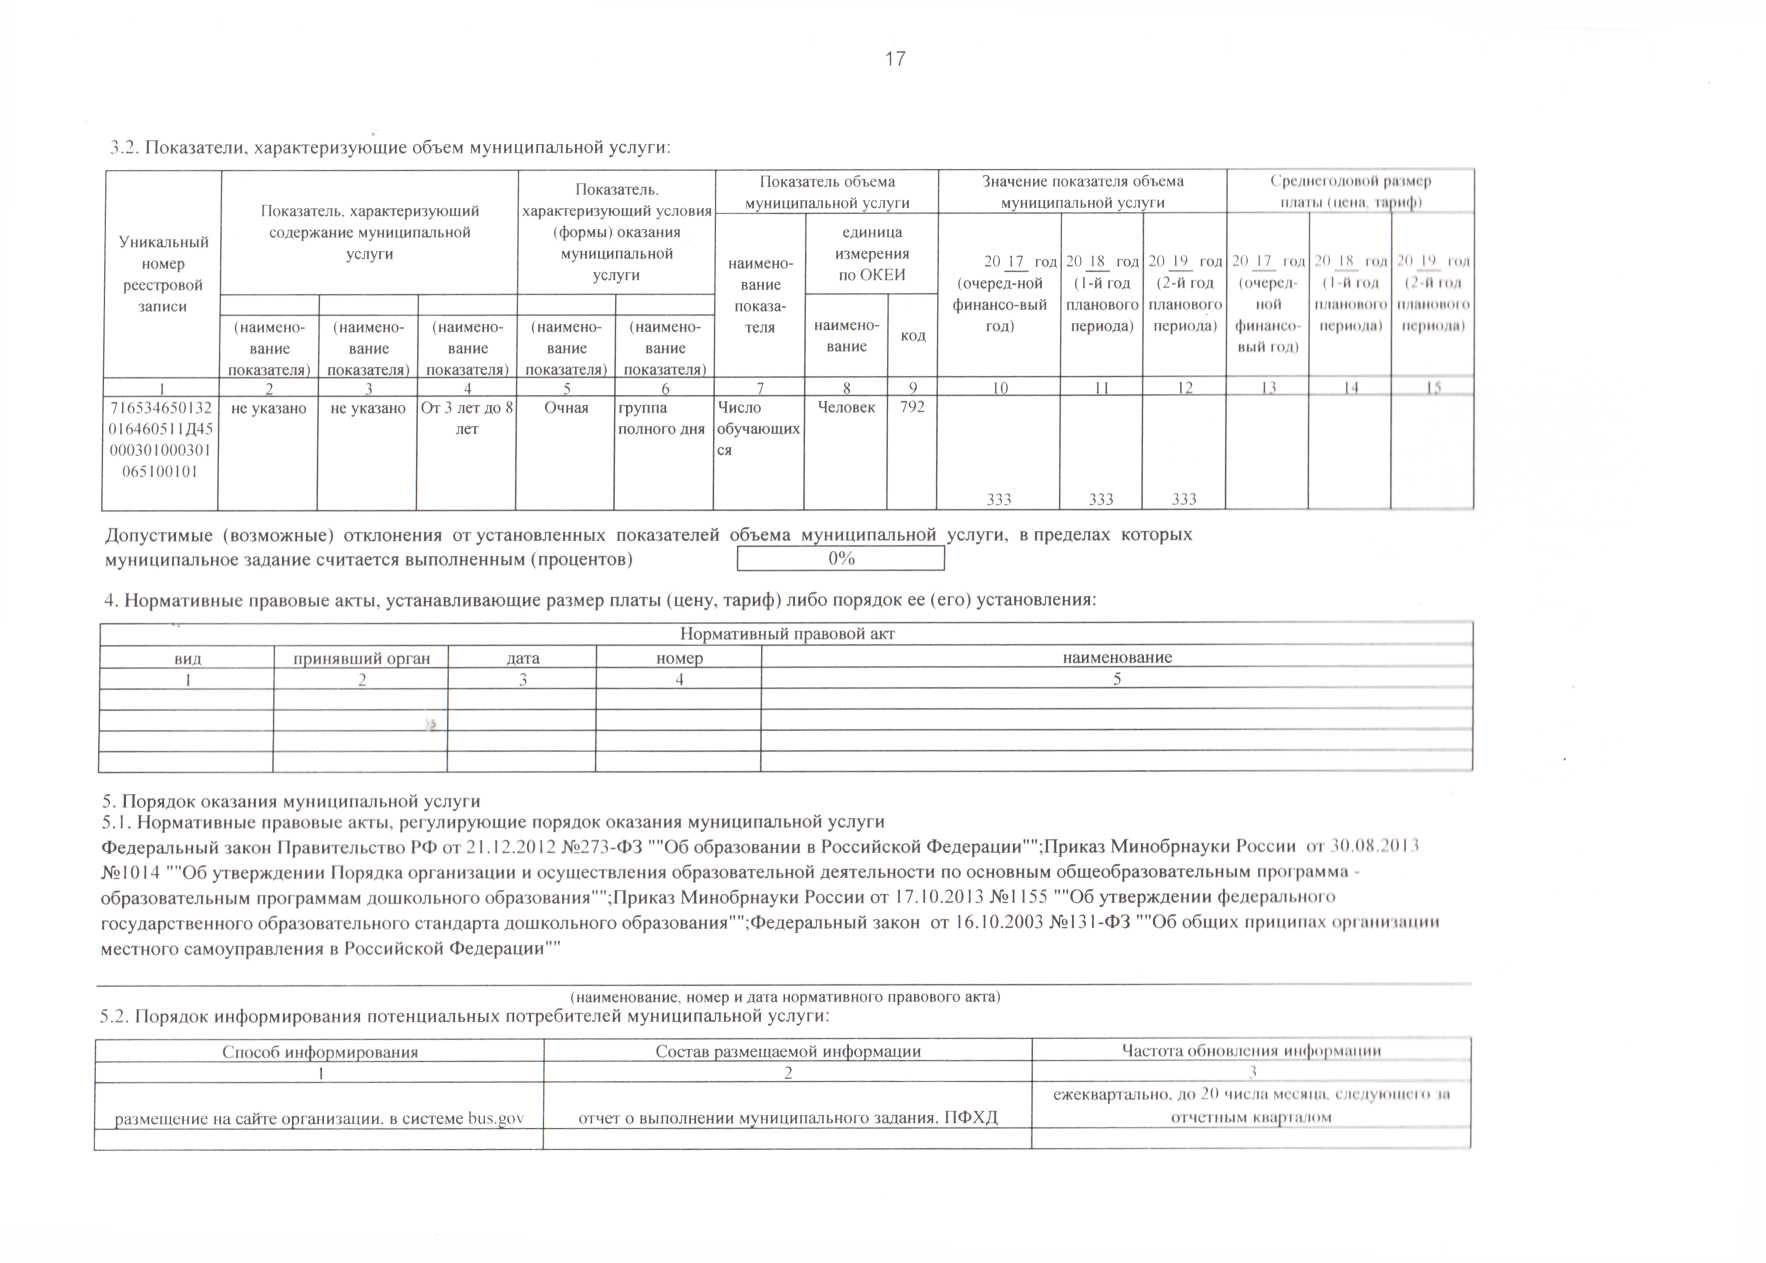 17
3.2. Показатели, характеризующие объем муниципальной услуги:
Уникальный
номер
реестровой
записи
Показатель, характеризующий
содержание муниципальной
услуги
Показатель,
характеризующий условия
(формы) оказания
муниципальной
услуги
Показатель объема
муниципальной услуги
Значение показателя объема
муниципальной услуги
Среднегодовой размер
платы (цена, тариф)
наимено-
вание
показа-
теля
единица
измерения
по ОКЕИ
20 17 год
(очеред-ной
финансо-вый
год)
20 18 год
(1-й год
планового
периода)
20 19 год
(2-й год
планового
периода)
20 17 год
(очеред-
ной
финансо-
вый год)
20 18 год
(1-й год
планового
периода)
20 19 год
(2-й год
планового
периода)
(наимено-
вание
показателя)
(наимено-
вание
показателя)
(наимено-
вание
показателя)
(наимено-
вание
показателя)
(наимено-
вание
показателя)
наимено-
вание
код
1 2 3 4 5 6 7 8 9 10 11 12 13 14 15
716534650132
016460511Д45
000301000301
065100101
не указано
не указано
От 3 лет до 8
лет
Очная
группа
полного дня
Число
обучающих
ся
Человек
792
333
333
333
Допустимые (возможные) отклонения от установленных показателей объема муниципальной услуги, в пределах которых
муниципальное задание считается выполненным (процентов) 0%
4. Нормативные правовые акты, устанавливающие размер платы (цену, тариф) либо порядок ее (его) установления:
Нормативный правовой акт
вид принявший орган дата номер наименование
1 2 3 4 5
5. Порядок оказания муниципальной услуги
5.1. Нормативные правовые акты, регулирующие порядок оказания муниципальной услуги
Федеральный закон Правительство РФ от 21.12.2012 №273-ФЗ ""Об образовании в Российской Федерации"";Приказ Минобрнауки России от 30.08.2013
№1014 ""Об утверждении Порядка организации и осуществления образовательной деятельности по основным общеобразовательным программа -
образовательным программам дошкольного образования"";Приказ Минобрнауки России от 17.10.2013 №1155 ""Об утверждении федерального
государственного образовательного стандарта дошкольного образования"";Федеральный закон от 16.10.2003 №131-ФЗ ""Об общих приципах организации
местного самоуправления в Российской Федерации""
(наименование, номер и дата нормативного правового акта)
5.2. Порядок информирования потенциальных потребителей муниципальной услуги:
Способ информирования Состав размещаемой информации Частота обновления информации
1 2 3
размещение на сайте организации, в системе bus.gov
отчет о выполнении муниципального задания, ПФХД
ежеквартально, до 20 числа месяца, следующего за
отчетным кварталом